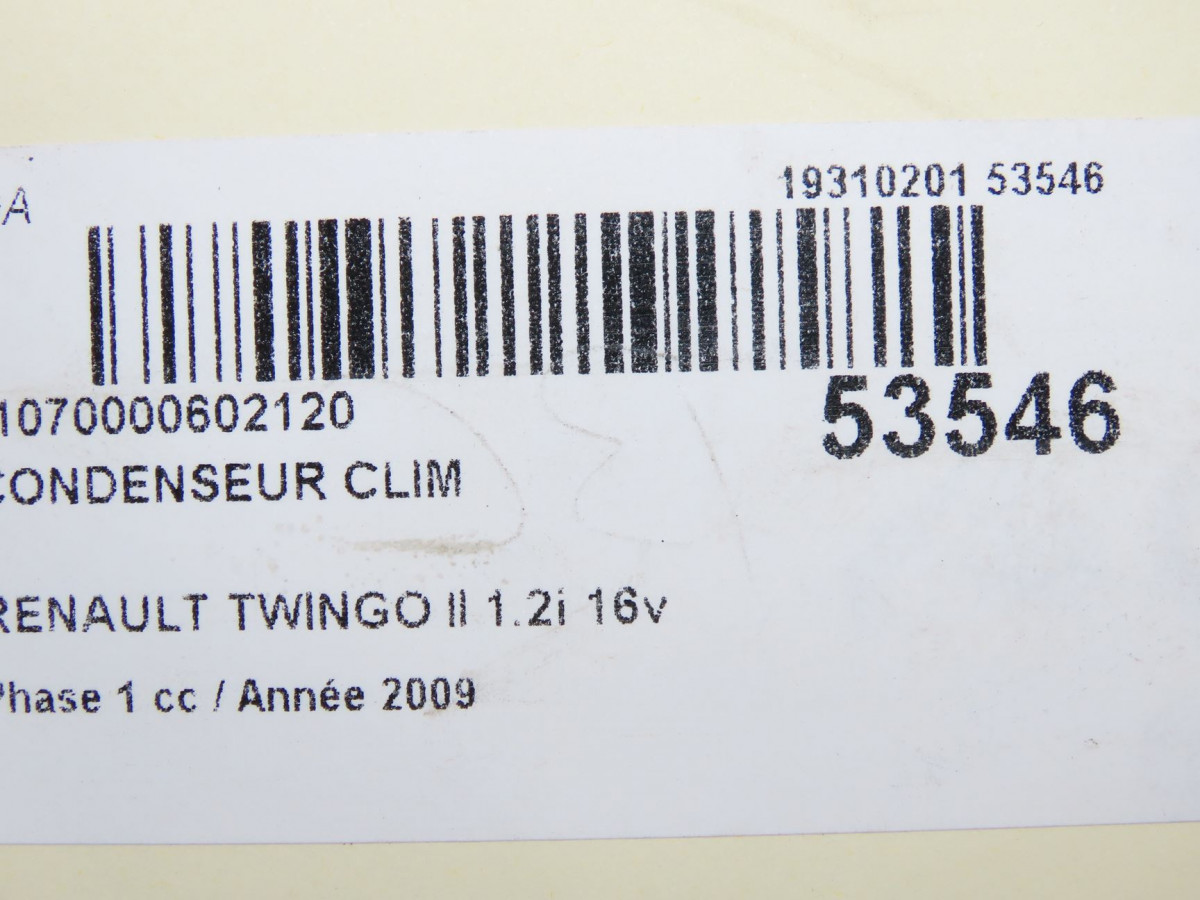 19310201 53546
1070000602120
53546
CONDENSEUR CLIM
RENAULT TWINGO II 1.2i 16v
Phase 1 cc / Année 2009